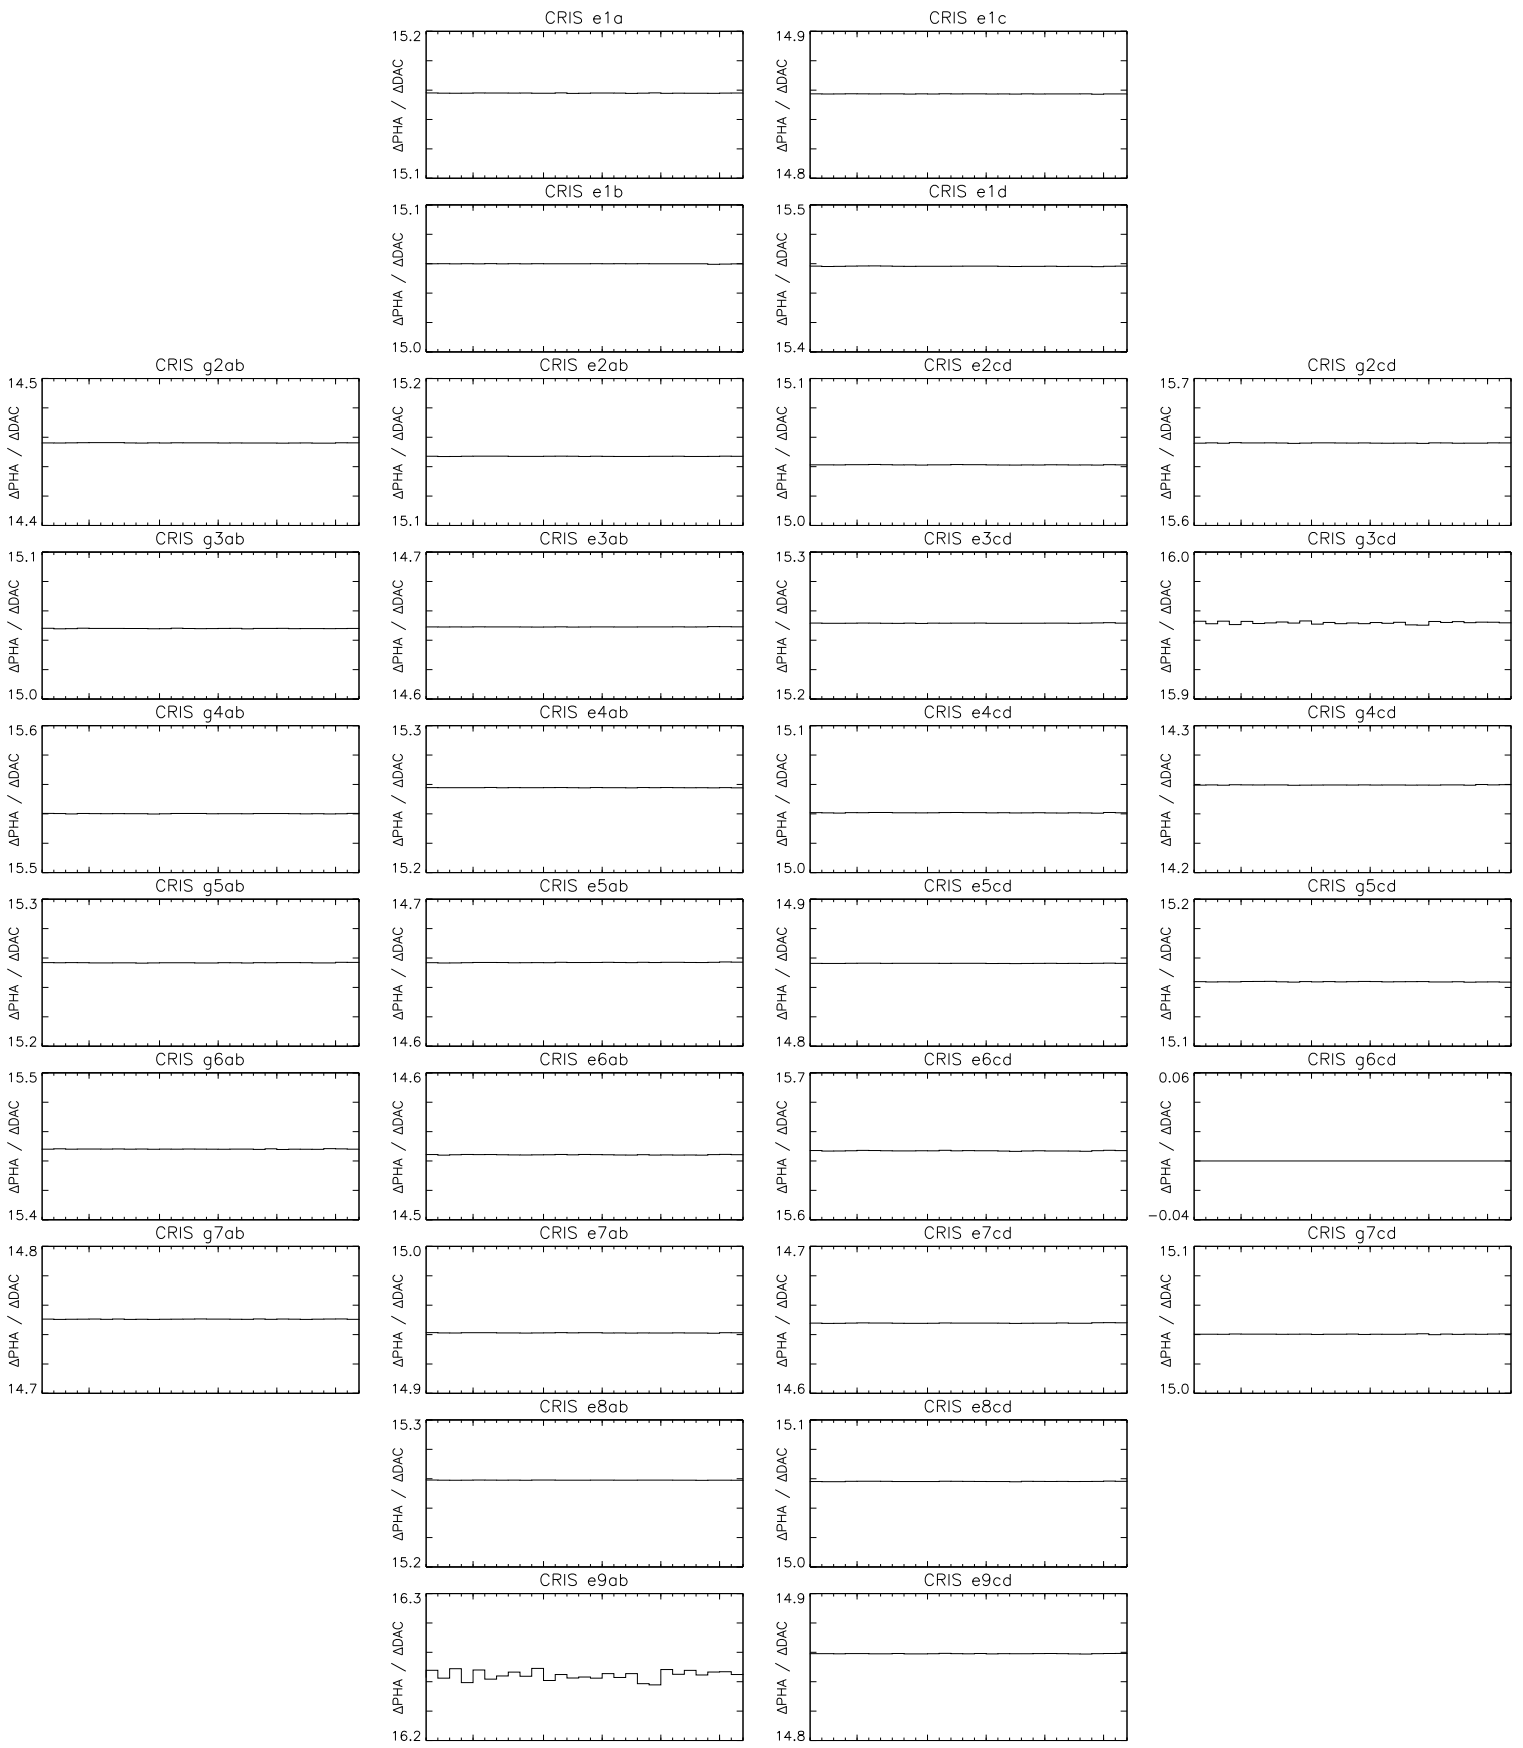 CRIS e1a
15.2
ΔPHA / ΔDAC
15.1
CRIS e1c
14.9
ΔPHA / ΔDAC
14.8
CRIS e1b
15.1
ΔPHA / ΔDAC
15.0
CRIS e1d
15.5
ΔPHA / ΔDAC
15.4
CRIS g2ab
14.5
ΔPHA / ΔDAC
14.4
CRIS e2ab
15.2
ΔPHA / ΔDAC
15.1
CRIS e2cd
15.1
ΔPHA / ΔDAC
15.0
CRIS g2cd
15.7
ΔPHA / ΔDAC
15.6
CRIS g3ab
15.1
ΔPHA / ΔDAC
15.0
CRIS e3ab
14.7
ΔPHA / ΔDAC
14.6
CRIS e3cd
15.3
ΔPHA / ΔDAC
15.2
CRIS g3cd
16.0
ΔPHA / ΔDAC
15.9
CRIS g4ab
15.6
ΔPHA / ΔDAC
15.5
CRIS e4ab
15.3
ΔPHA / ΔDAC
15.2
CRIS e4cd
15.1
ΔPHA / ΔDAC
15.0
CRIS g4cd
14.3
ΔPHA / ΔDAC
14.2
CRIS g5ab
15.3
ΔPHA / ΔDAC
15.2
CRIS e5ab
14.7
ΔPHA / ΔDAC
14.6
CRIS e5cd
14.9
ΔPHA / ΔDAC
14.8
CRIS g5cd
15.2
ΔPHA / ΔDAC
15.1
CRIS g6ab
15.5
ΔPHA / ΔDAC
15.4
CRIS e6ab
14.6
ΔPHA / ΔDAC
14.5
CRIS e6cd
15.7
ΔPHA / ΔDAC
15.6
CRIS g6cd
0.06
ΔPHA / ΔDAC
−0.04
CRIS g7ab
14.8
ΔPHA / ΔDAC
14.7
CRIS e7ab
15.0
ΔPHA / ΔDAC
14.9
CRIS e7cd
14.7
ΔPHA / ΔDAC
14.6
CRIS g7cd
15.1
ΔPHA / ΔDAC
15.0
CRIS e8ab
15.3
ΔPHA / ΔDAC
15.2
CRIS e8cd
15.1
ΔPHA / ΔDAC
15.0
CRIS e9ab
16.3
ΔPHA / ΔDAC
16.2
CRIS e9cd
14.9
ΔPHA / ΔDAC
14.8